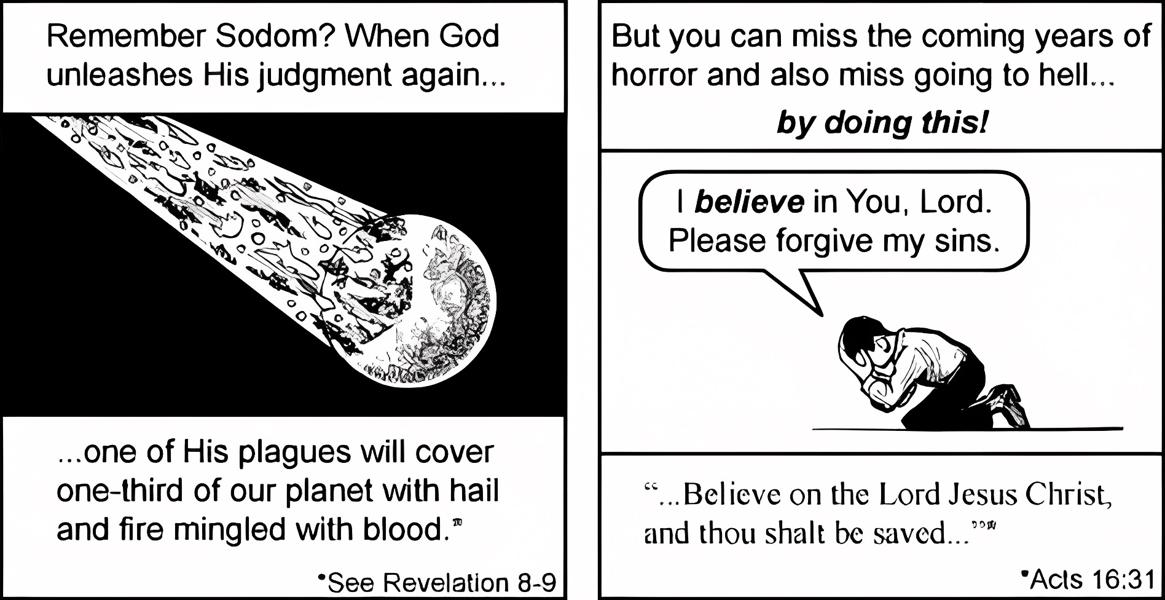 Remember Sodom? When God
unleashes His judgment again...
...one of His plagues will cover
one-third of our planet with hail
and fire mingled with blood.*
*See Revelation 8-9
But you can miss the coming years of
horror and also miss going to hell...
by doing this!
I believe in You, Lord.
Please forgive my sins.
“...Believe on the Lord Jesus Christ,
and thou shalt be saved...”*
*Acts 16:31